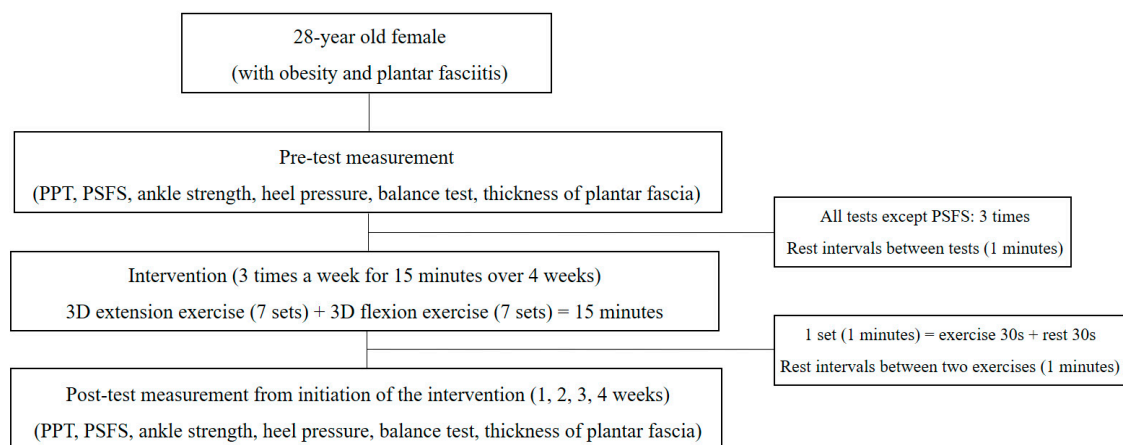 28-year old female
(with obesity and plantar fasciitis)
Pre-test measurement
(PPT, PSFS, ankle strength, heel pressure, balance test, thickness of plantar fascia)
All tests except PSFS: 3 times
Rest intervals between tests (1 minutes)
Intervention (3 times a week for 15 minutes over 4 weeks)
3D extension exercise (7 sets) + 3D flexion exercise (7 sets) = 15 minutes
1 set (1 minutes) = exercise 30s + rest 30s
Rest intervals between two exercises (1 minutes)
Post-test measurement from initiation of the intervention (1, 2, 3, 4 weeks)
(PPT, PSFS, ankle strength, heel pressure, balance test, thickness of plantar fascia)